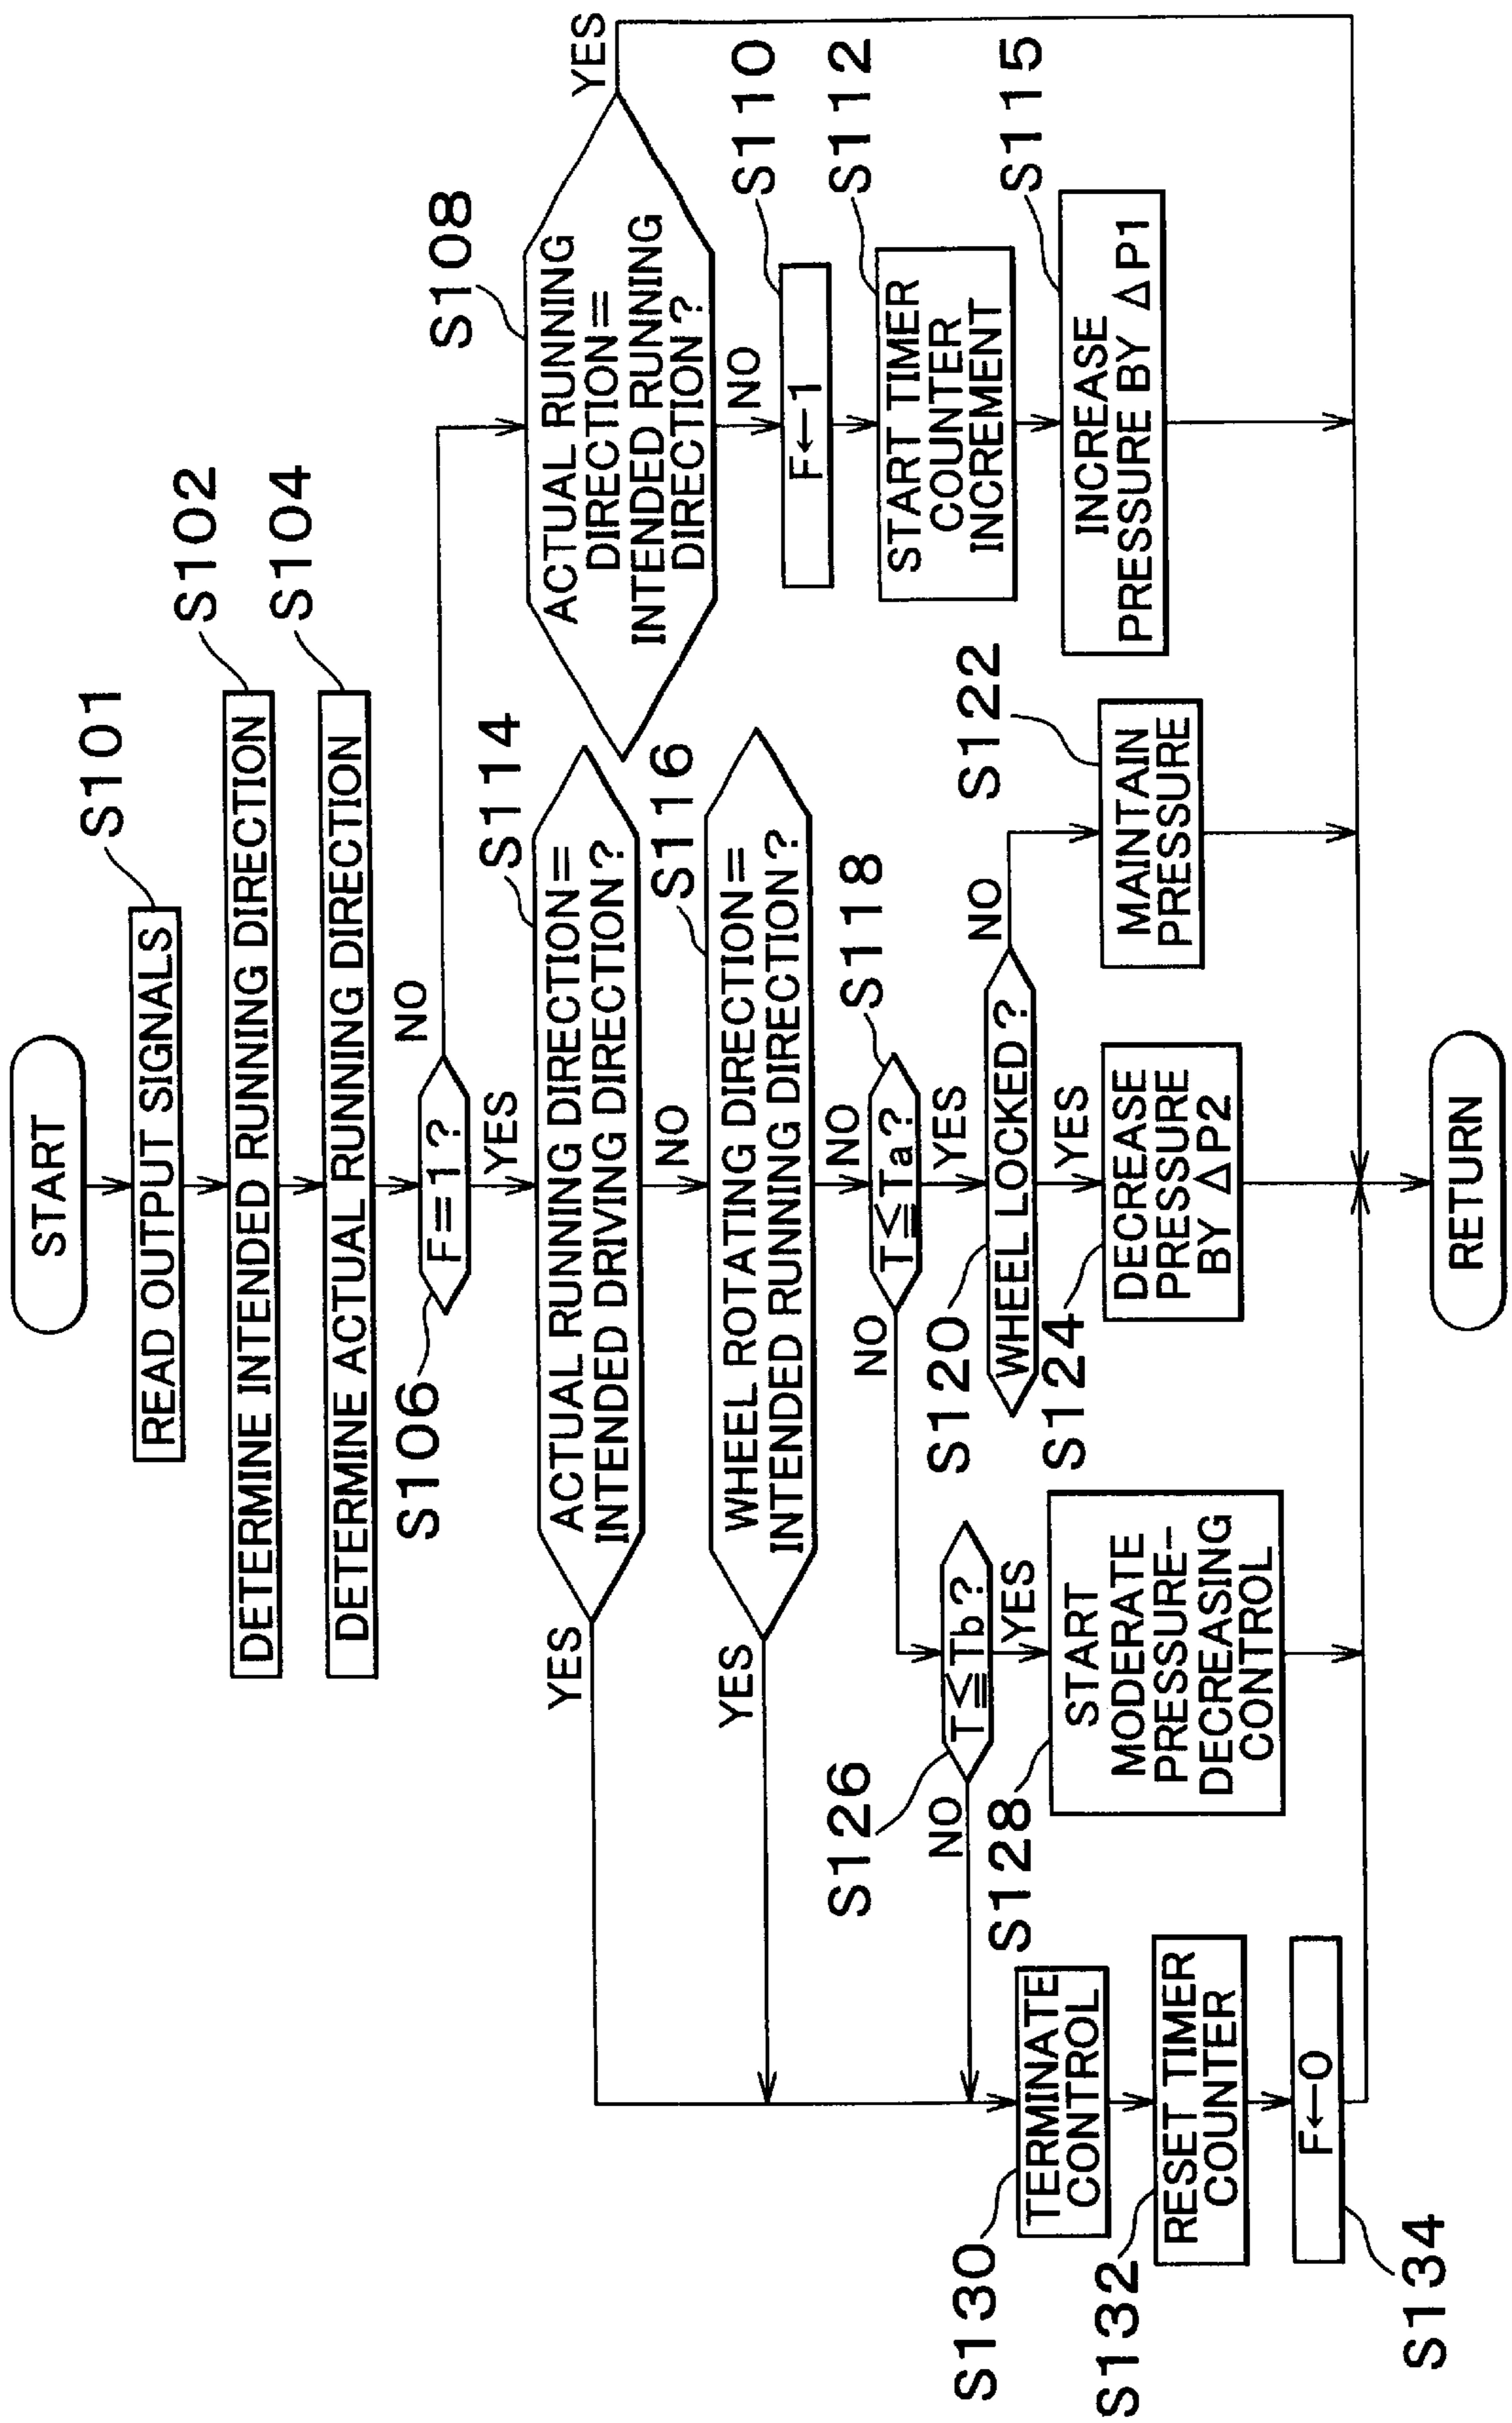 START
READ OUTPUT SIGNALS
S101
DETERMINE INTENDED RUNNING DIRECTION
S102
DETERMINE ACTUAL RUNNING DIRECTION
S104
F=1?
S106
NO
YES
ACTUAL RUNNING
DIRECTION=
INTENDED RUNNING
DIRECTION?
S108
YES
NO
F←1
S110
START TIMER
COUNTER
INCREMENT
S112
INCREASE
PRESSURE BY △P1
S115
ACTUAL RUNNING DIRECTION=
INTENDED DRIVING DIRECTION?
S114
YES
NO
WHEEL ROTATING DIRECTION=
INTENDED RUNNING DIRECTION?
S116
YES
NO
T≦Ta?
S118
NO
YES
WHEEL LOCKED?
S120
NO
YES
MAINTAIN
PRESSURE
S122
DECREASE
PRESSURE
BY △P2
S124
T≦Tb?
S126
NO
YES
START
MODERATE
PRESSURE-
DECREASING
CONTROL
S128
TERMINATE
CONTROL
S130
RESET TIMER
COUNTER
S132
F←0
S134
RETURN